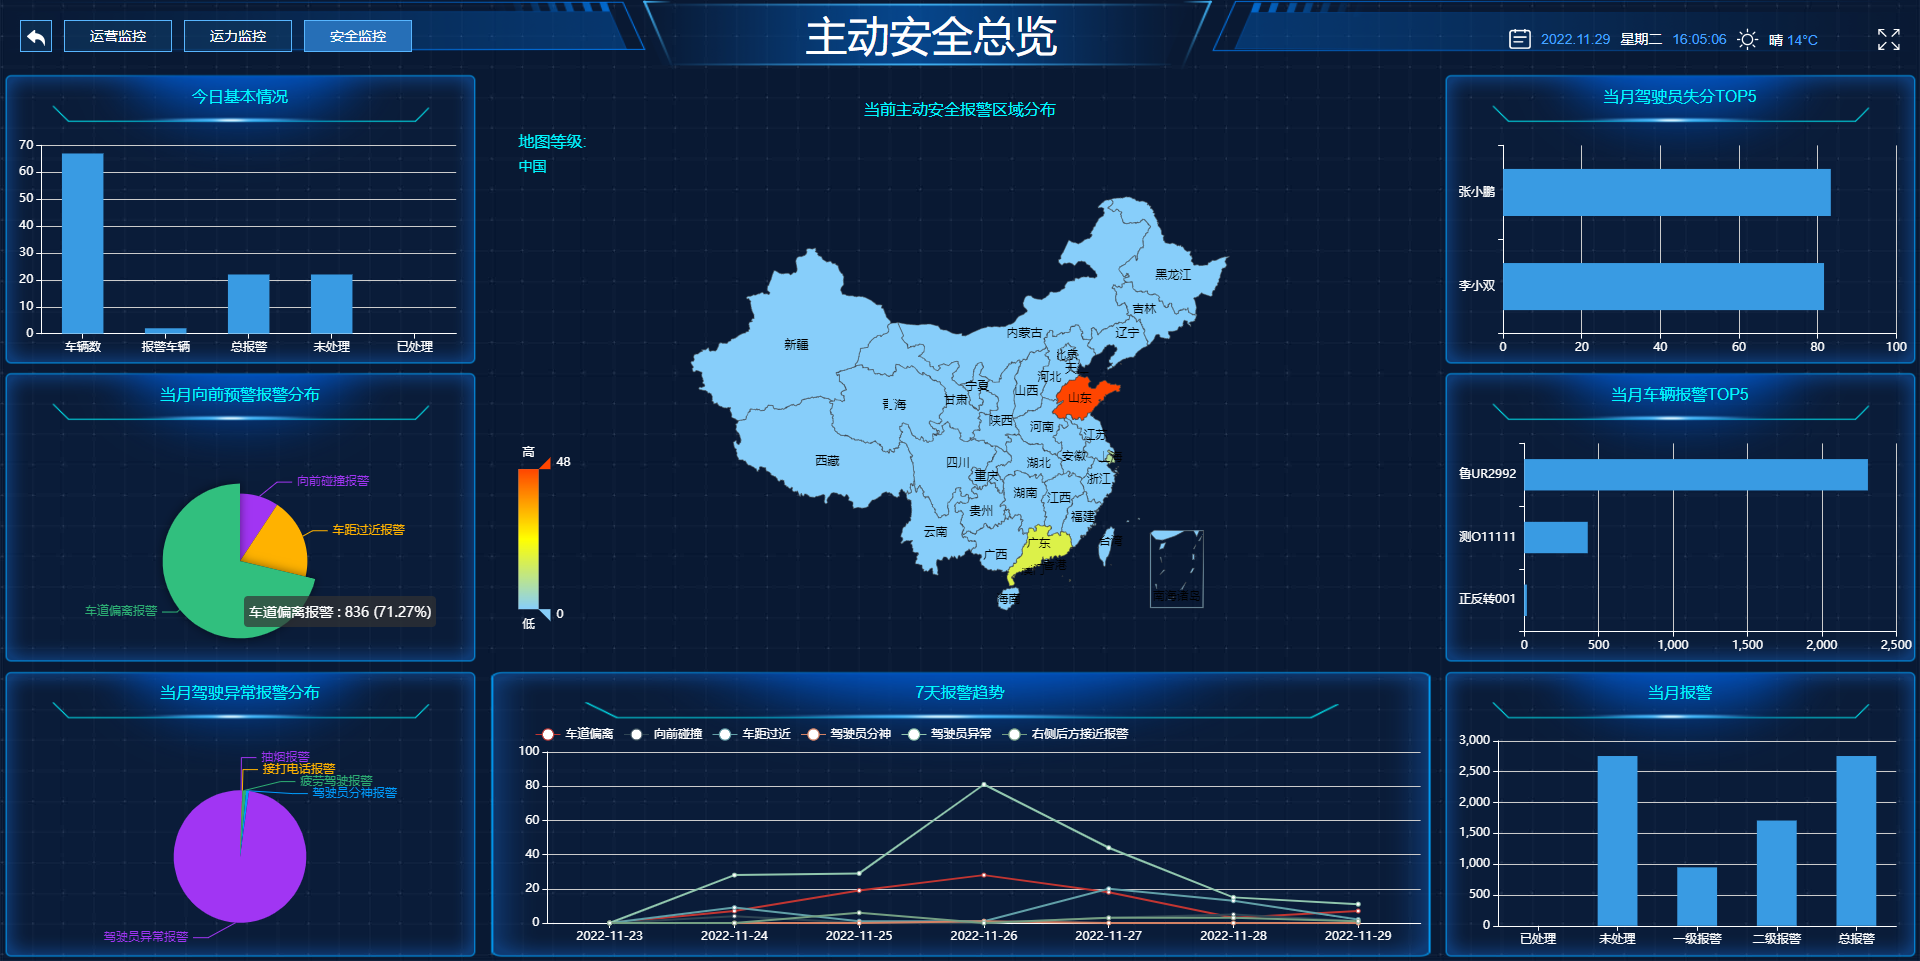 运营监控
运力监控
安全监控
主动安全总览
2022.11.29 星期二 16:05:06 晴 14°C
今日基本情况
70
60
50
40
30
20
10
0
车辆数 报警车辆 总报警 未处理 已处理
当月向前预警报警分布
向前碰撞报警
车距过近报警
车道偏离报警
车道偏离报警 : 836 (71.27%)
当月驾驶异常报警分布
抽烟报警
接打电话报警
疲劳驾驶报警
驾驶员分神报警
驾驶员异常报警
当前主动安全报警区域分布
地图等级:
中国
黑龙江
吉林
内蒙古
辽宁
新疆
北京
河北
宁夏
山西
山东
甘肃
青海
陕西
河南
江苏
西藏
四川
湖北
安徽
重庆
浙江
湖南
江西
贵州
福建
云南
广东
广西
台湾
海南
高
48
0
低
7天报警趋势
车道偏离 向前碰撞 车距过近 驾驶员分神 驾驶员异常 右侧后方接近报警
100
80
60
40
20
0
2022-11-23 2022-11-24 2022-11-25 2022-11-26 2022-11-27 2022-11-28 2022-11-29
当月驾驶员失分TOP5
张小鹏
李小双
0 20 40 60 80 100
当月车辆报警TOP5
鲁UR2992
测O11111
正反转001
0 500 1,000 1,500 2,000 2,500
当月报警
3,000
2,500
2,000
1,500
1,000
500
0
已处理 未处理 一级报警 二级报警 总报警